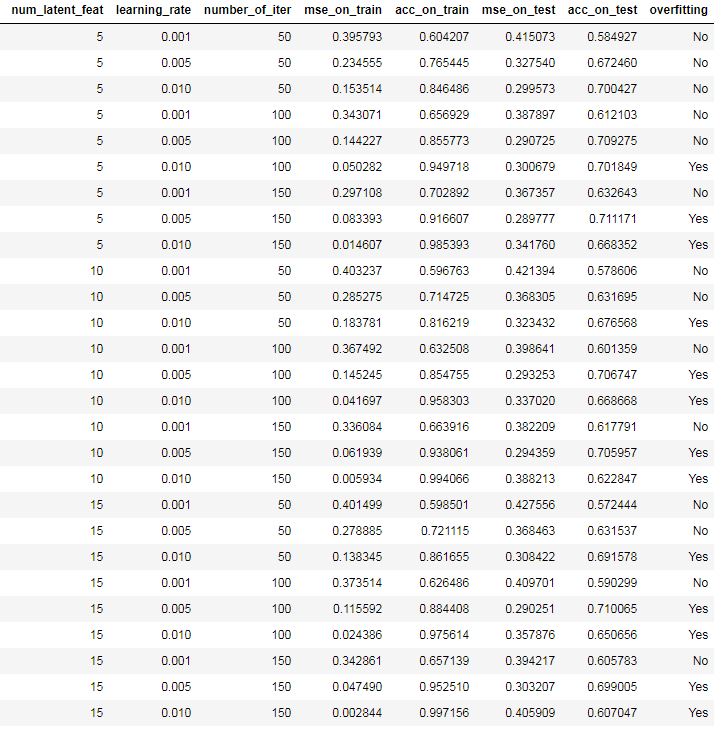 num_latent_feat learning_rate number_of_iter mse_on_train acc_on_train mse_on_test acc_on_test overfitting
5 0.001 50 0.395793 0.604207 0.415073 0.584927 No
5 0.005 50 0.234555 0.765445 0.327540 0.672460 No
5 0.010 50 0.153514 0.846486 0.299573 0.700427 No
5 0.001 100 0.343071 0.656929 0.387897 0.612103 No
5 0.005 100 0.144227 0.855773 0.290725 0.709275 No
5 0.010 100 0.050282 0.949718 0.300679 0.701849 Yes
5 0.001 150 0.297108 0.702892 0.367357 0.632643 No
5 0.005 150 0.083393 0.916607 0.289777 0.711171 Yes
5 0.010 150 0.014607 0.985393 0.341760 0.668352 Yes
10 0.001 50 0.403237 0.596763 0.421394 0.578606 No
10 0.005 50 0.285275 0.714725 0.368305 0.631695 No
10 0.010 50 0.183781 0.816219 0.323432 0.676568 Yes
10 0.001 100 0.367492 0.632508 0.398641 0.601359 No
10 0.005 100 0.145245 0.854755 0.293253 0.706747 Yes
10 0.010 100 0.041697 0.958303 0.337020 0.668668 Yes
10 0.001 150 0.336084 0.663916 0.382209 0.617791 No
10 0.005 150 0.061939 0.938061 0.294359 0.705957 Yes
10 0.010 150 0.005934 0.994066 0.388213 0.622847 Yes
15 0.001 50 0.401499 0.598501 0.427556 0.572444 No
15 0.005 50 0.278885 0.721115 0.368463 0.631537 No
15 0.010 50 0.138345 0.861655 0.308422 0.691578 Yes
15 0.001 100 0.373514 0.626486 0.409701 0.590299 No
15 0.005 100 0.115592 0.884408 0.290251 0.710065 Yes
15 0.010 100 0.024386 0.975614 0.357876 0.650656 Yes
15 0.001 150 0.342861 0.657139 0.394217 0.605783 No
15 0.005 150 0.047490 0.952510 0.303207 0.699005 Yes
15 0.010 150 0.002844 0.997156 0.405909 0.607047 Yes